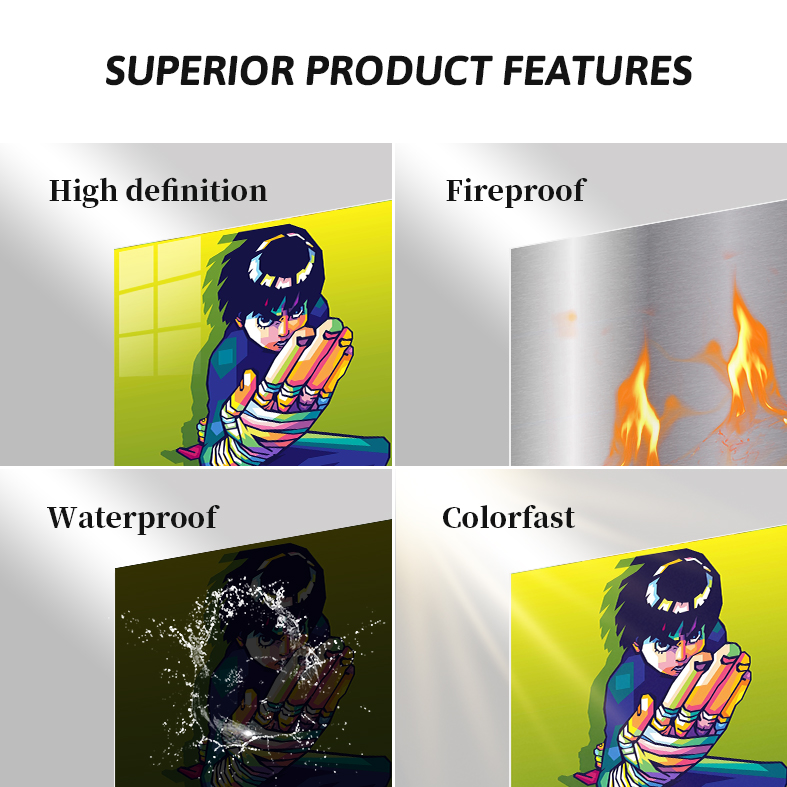 SUPERIOR PRODUCT FEATURES
High definition
Fireproof
Waterproof
Colorfast